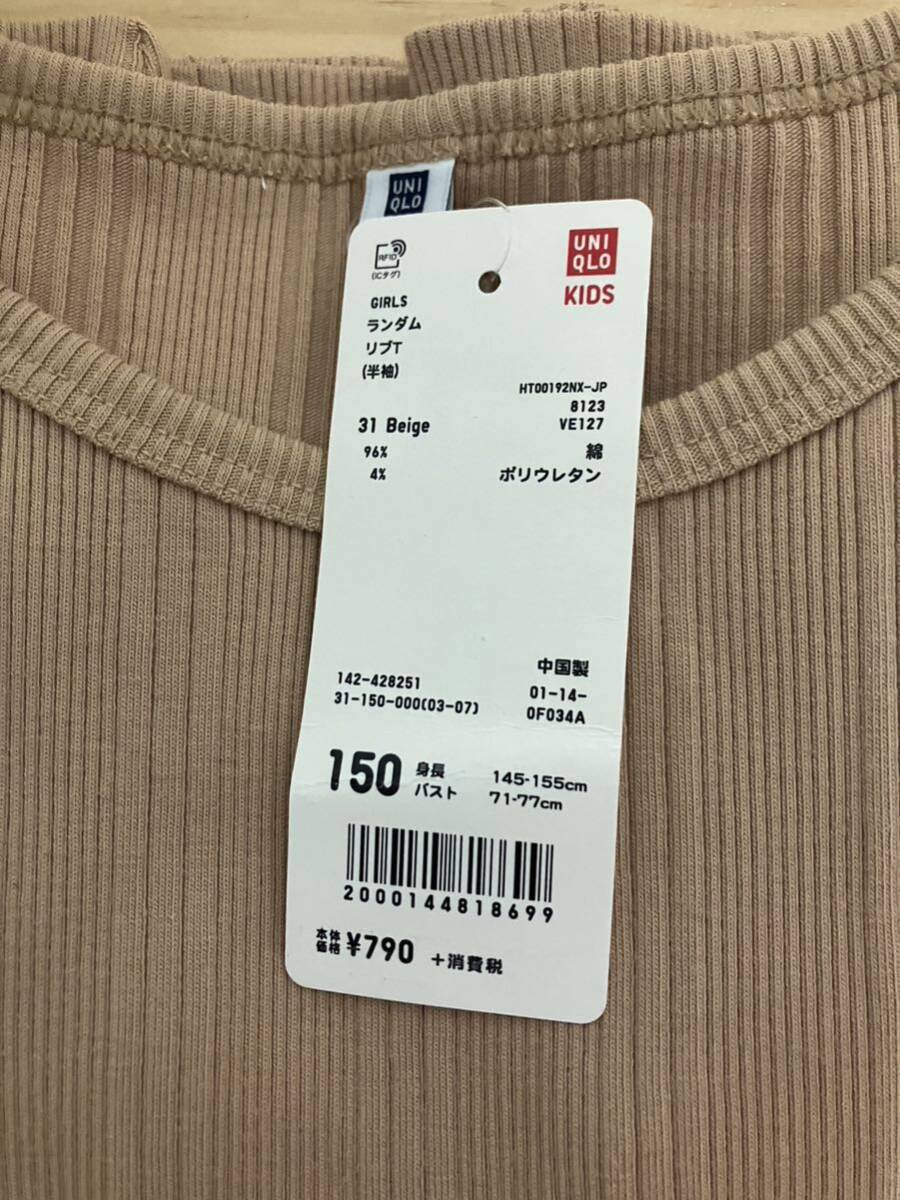 UNI
QLO
RFID
(ICタグ)
UNI
QLO
KIDS
GIRLS
ランダム
リブT
(半袖)
HT00192NX-JP
8123
VE127
31 Beige
96% 綿
4% ポリウレタン
142-428251
31-150-000(03-07)
中国製
01-14-
0F034A
150 身長 145-155cm
バスト 71-77cm
2000144818699
本体価格 ¥790 +消費税